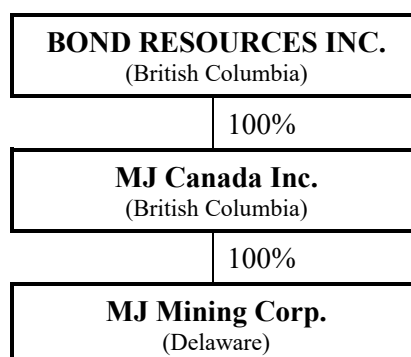 BOND RESOURCES INC.
(British Columbia)
100%
MJ Canada Inc.
(British Columbia)
100%
MJ Mining Corp.
(Delaware)